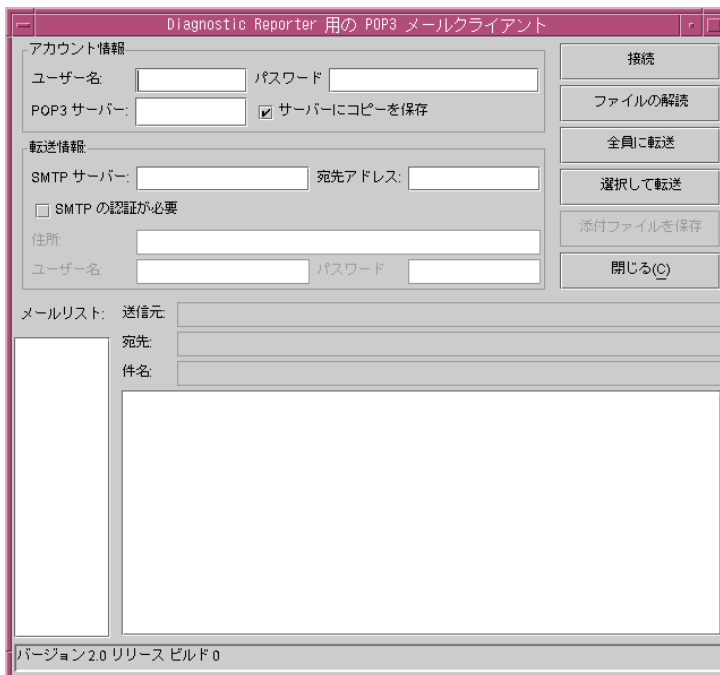 Diagnostic Reporter 用の POP3 メールクライアント
アカウント情報
ユーザー名:
パスワード
POP3 サーバー:
サーバーにコピーを保存
転送情報:
SMTP サーバー:
宛先アドレス:
SMTP の認証が必要
住所:
ユーザー名:
パスワード
接続
ファイルの解読
全員に転送
選択して転送
添付ファイルを保存
閉じる(C)
メールリスト:
送信元:
宛先:
件名:
バージョン 2.0 リリース ビルド 0